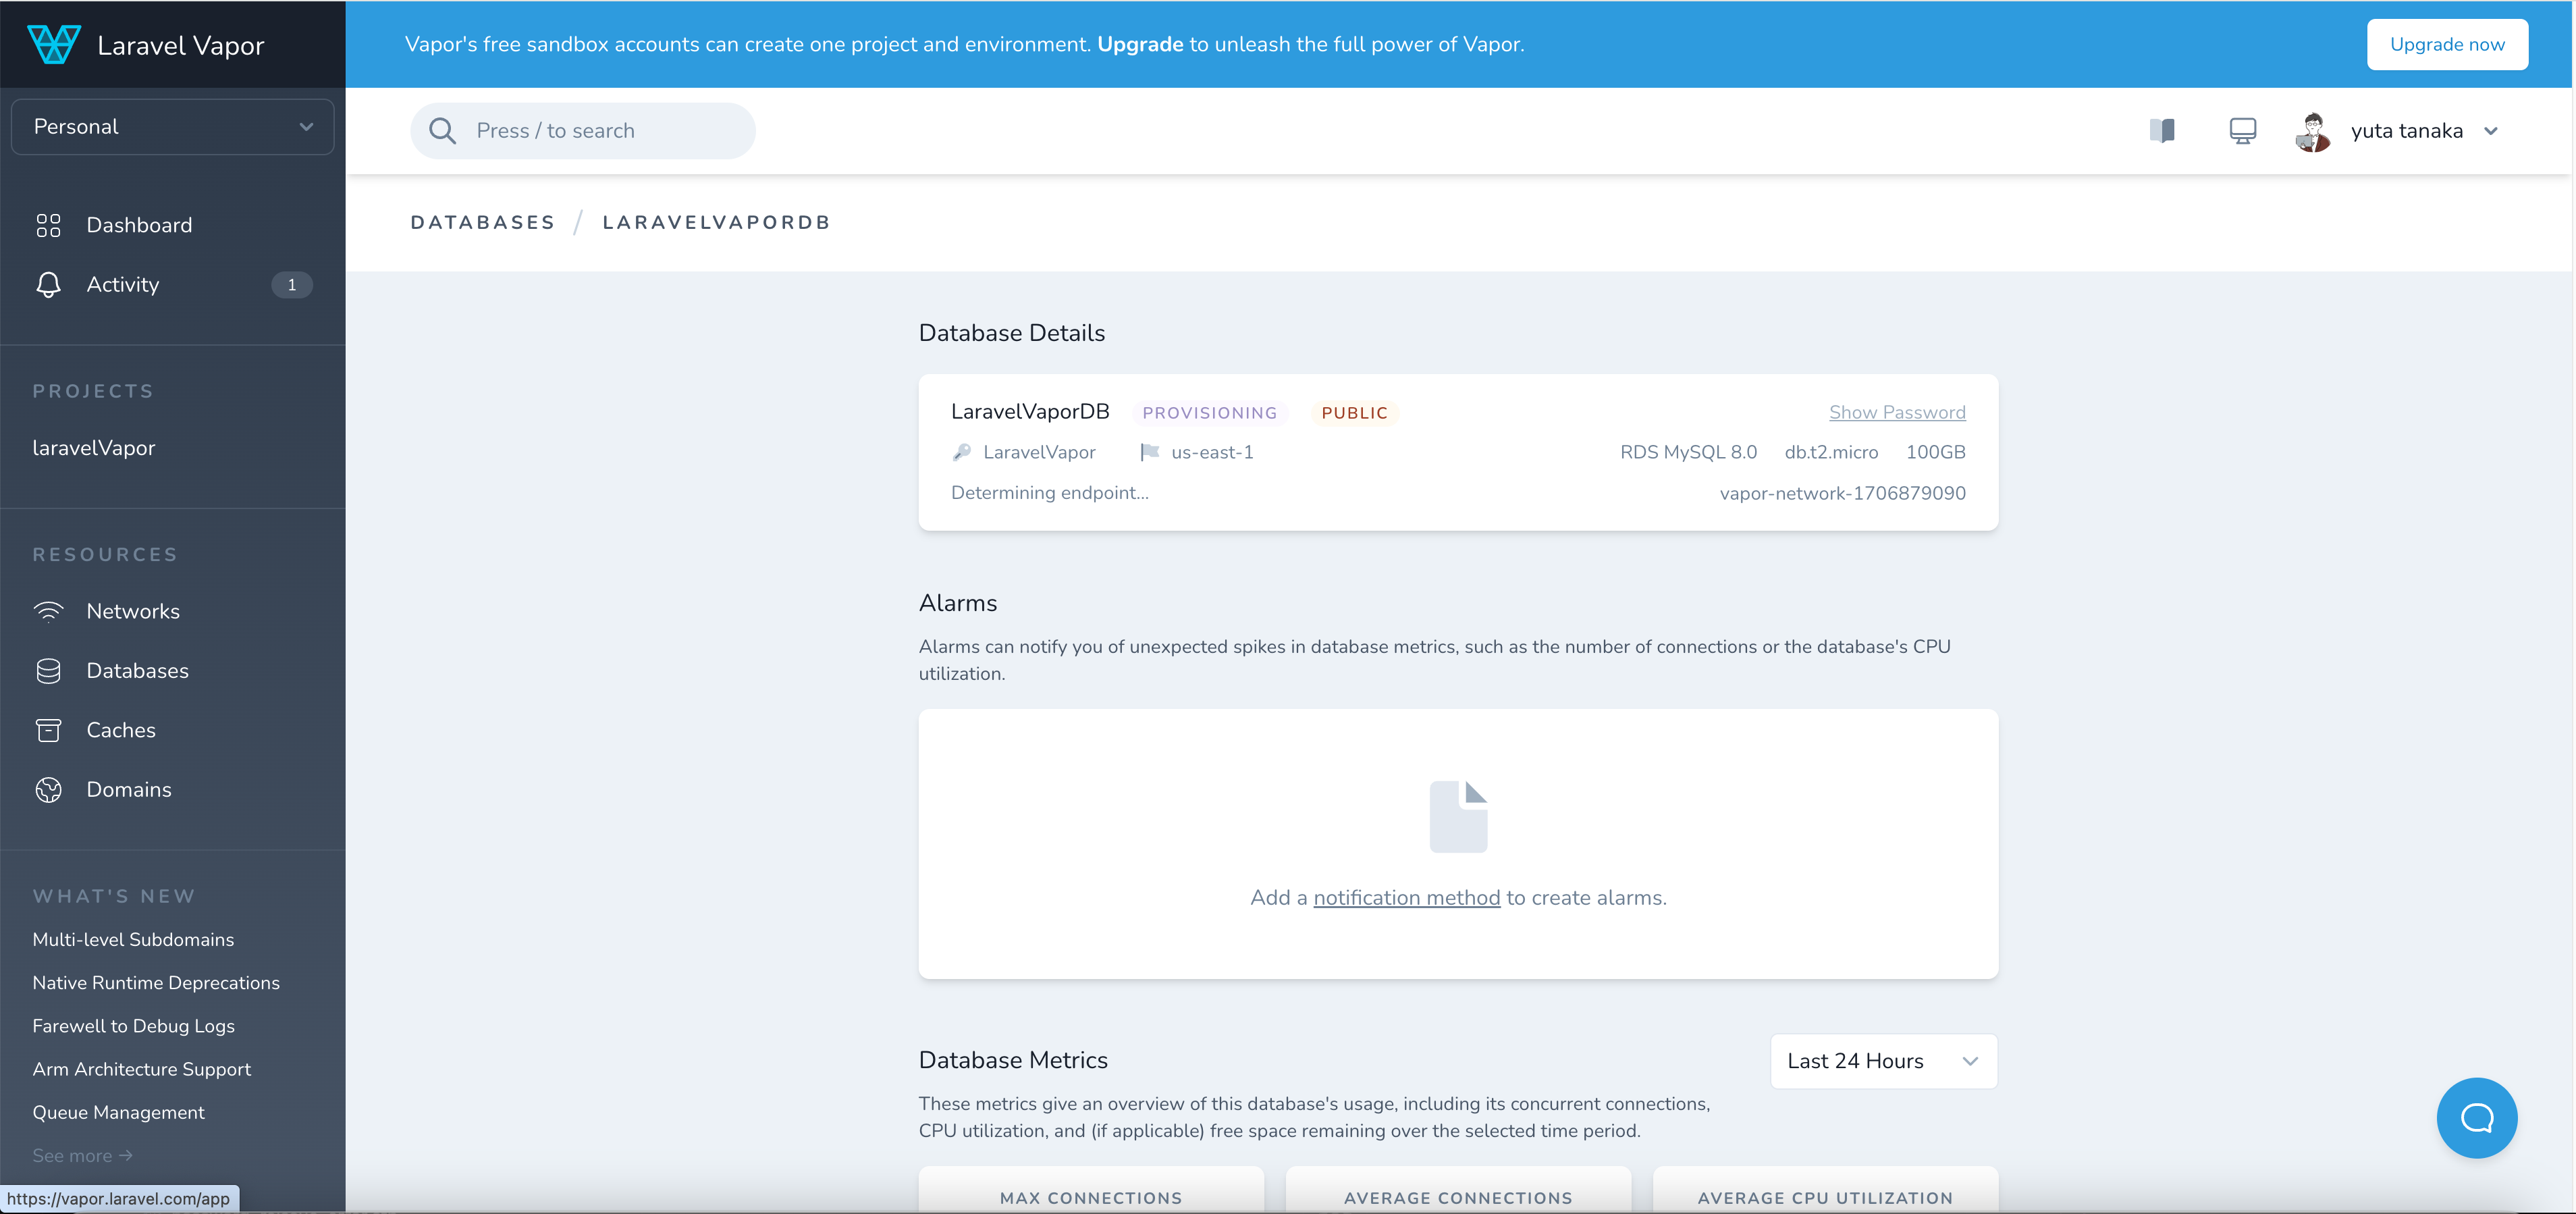 Laravel Vapor
Vapor's free sandbox accounts can create one project and environment. Upgrade to unleash the full power of Vapor.
Upgrade now
Personal
Press / to search
yuta tanaka
Dashboard
Activity
1
PROJECTS
laravelVapor
RESOURCES
Networks
Databases
Caches
Domains
WHAT'S NEW
Multi-level Subdomains
Native Runtime Deprecations
Farewell to Debug Logs
Arm Architecture Support
Queue Management
See more →
https://vapor.laravel.com/app
DATABASES / LARAVELVAPORDB
Database Details
LaravelVaporDB PROVISIONING PUBLIC Show Password
LaravelVapor us-east-1 RDS MySQL 8.0 db.t2.micro 100GB
Determining endpoint... vapor-network-1706879090
Alarms
Alarms can notify you of unexpected spikes in database metrics, such as the number of connections or the database's CPU
utilization.
Add a notification method to create alarms.
Database Metrics
Last 24 Hours
These metrics give an overview of this database's usage, including its concurrent connections,
CPU utilization, and (if applicable) free space remaining over the selected time period.
MAX CONNECTIONS AVERAGE CONNECTIONS AVERAGE CPU UTILIZATION